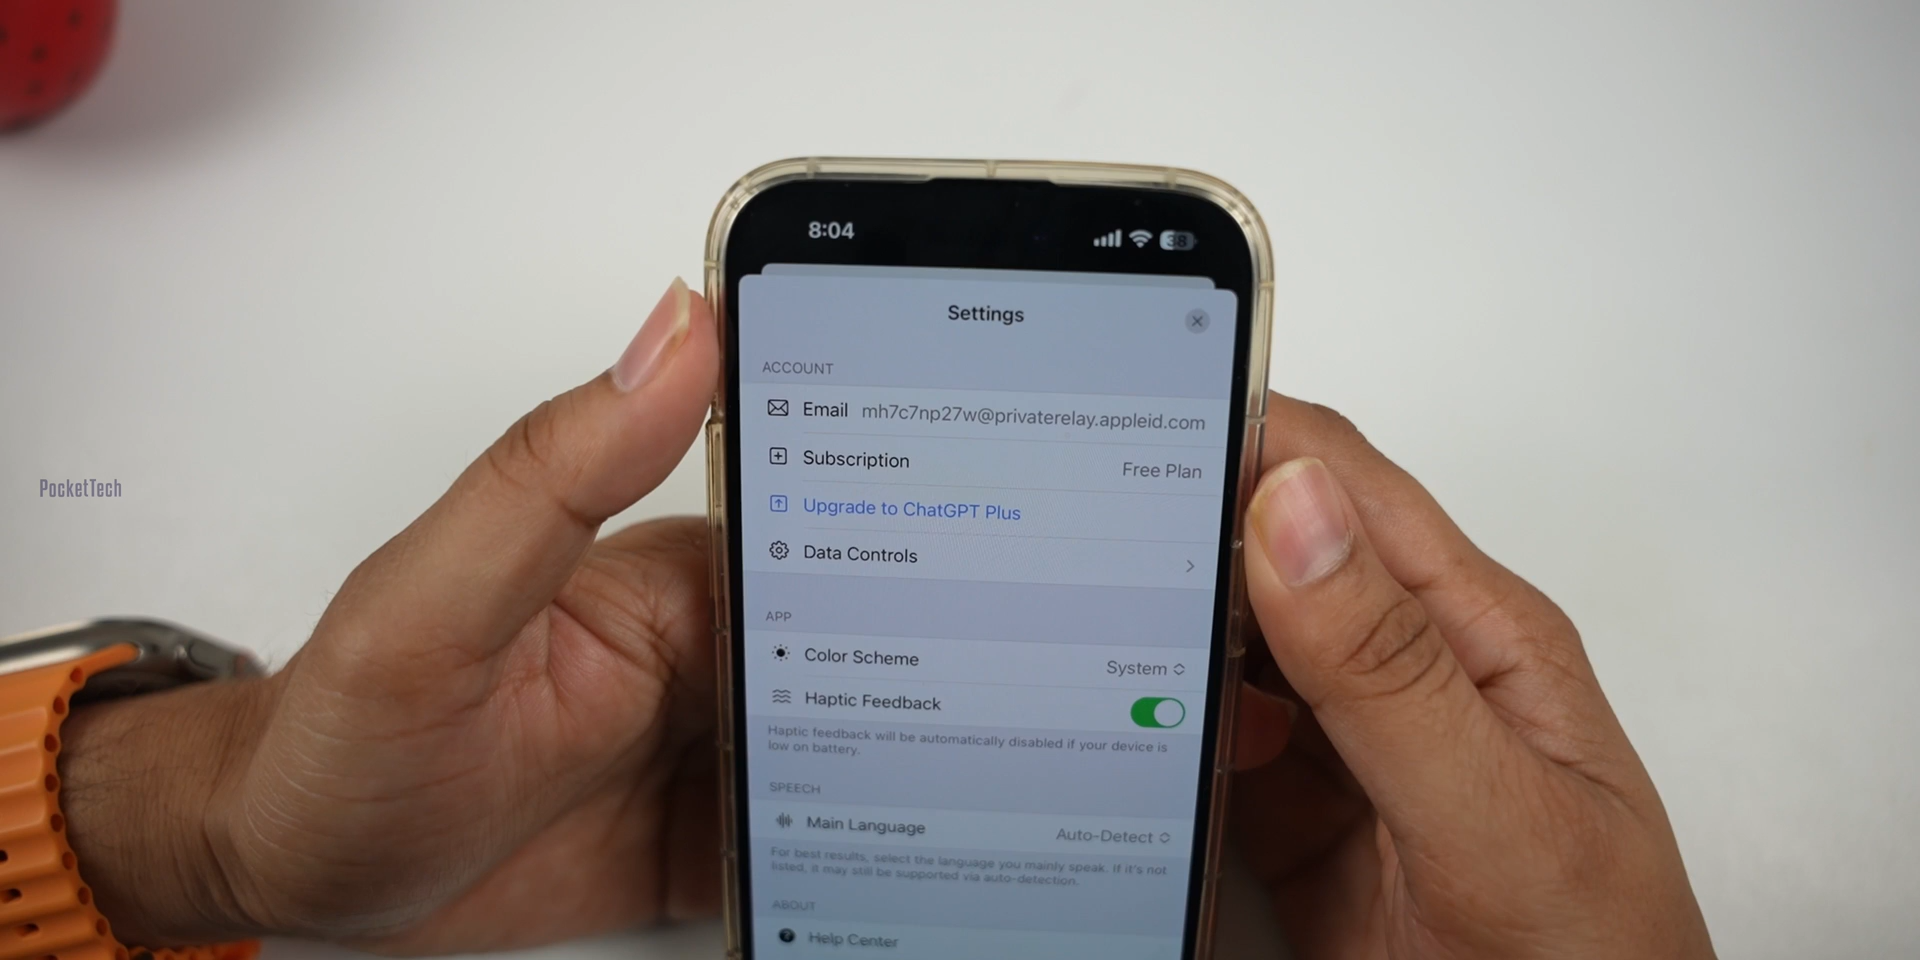 8:04
38
Settings
ACCOUNT
Email mh7c7np27w@privaterelay.appleid.com
Subscription Free Plan
Upgrade to ChatGPT Plus
Data Controls
APP
Color Scheme System
Haptic Feedback
Haptic feedback will be automatically disabled if your device is
low on battery.
SPEECH
Main Language Auto-Detect
For best results, select the language you mainly speak. If it's not
listed, it may still be supported via auto-detection.
ABOUT
Help Center
PocketTech